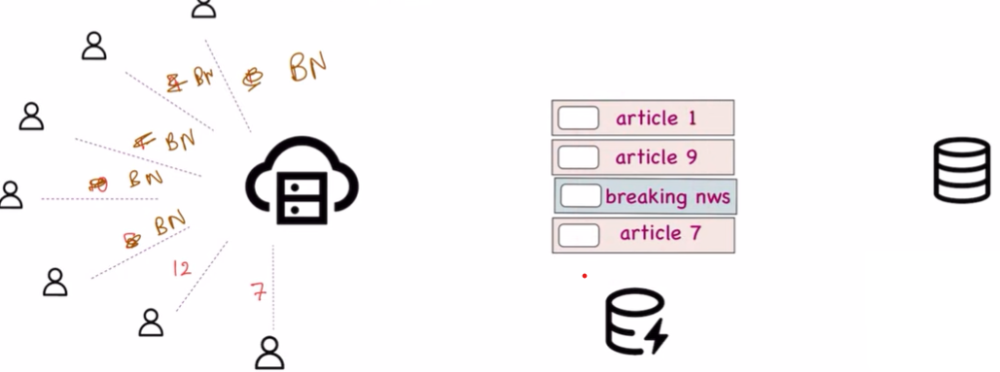 BN
BN
BN
BN
BN
12
7
article 1
article 9
breaking nws
article 7